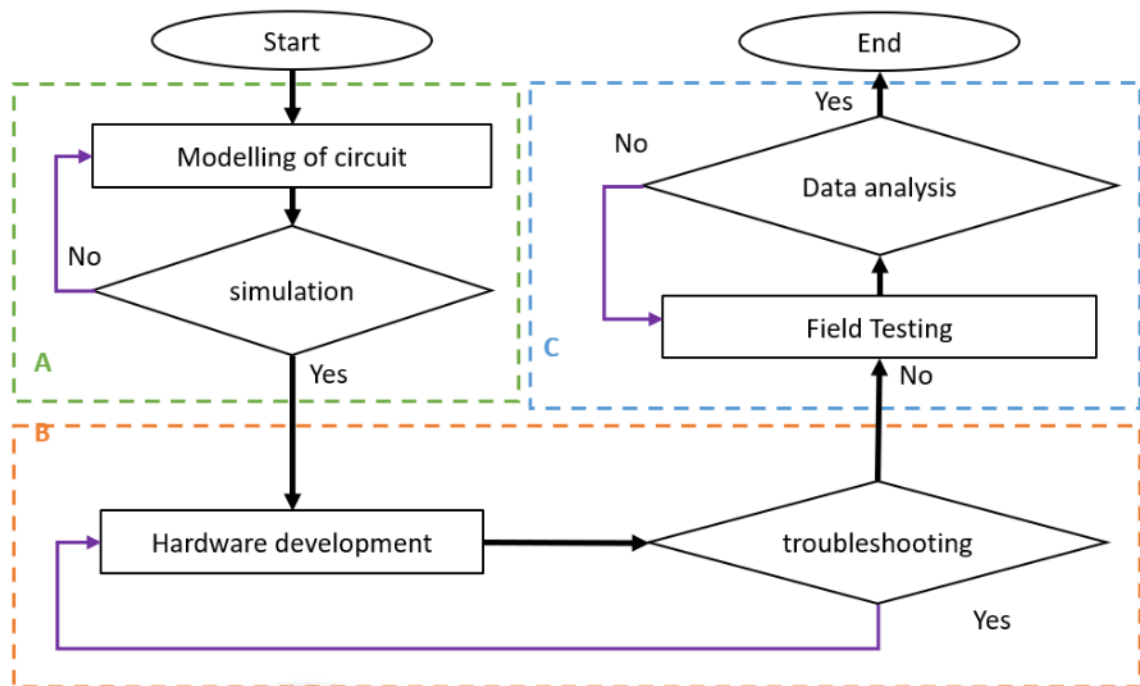 Start
Modelling of circuit
No
simulation
A
Yes
B
Hardware development
troubleshooting
Yes
No
Field Testing
C
No
Data analysis
Yes
End